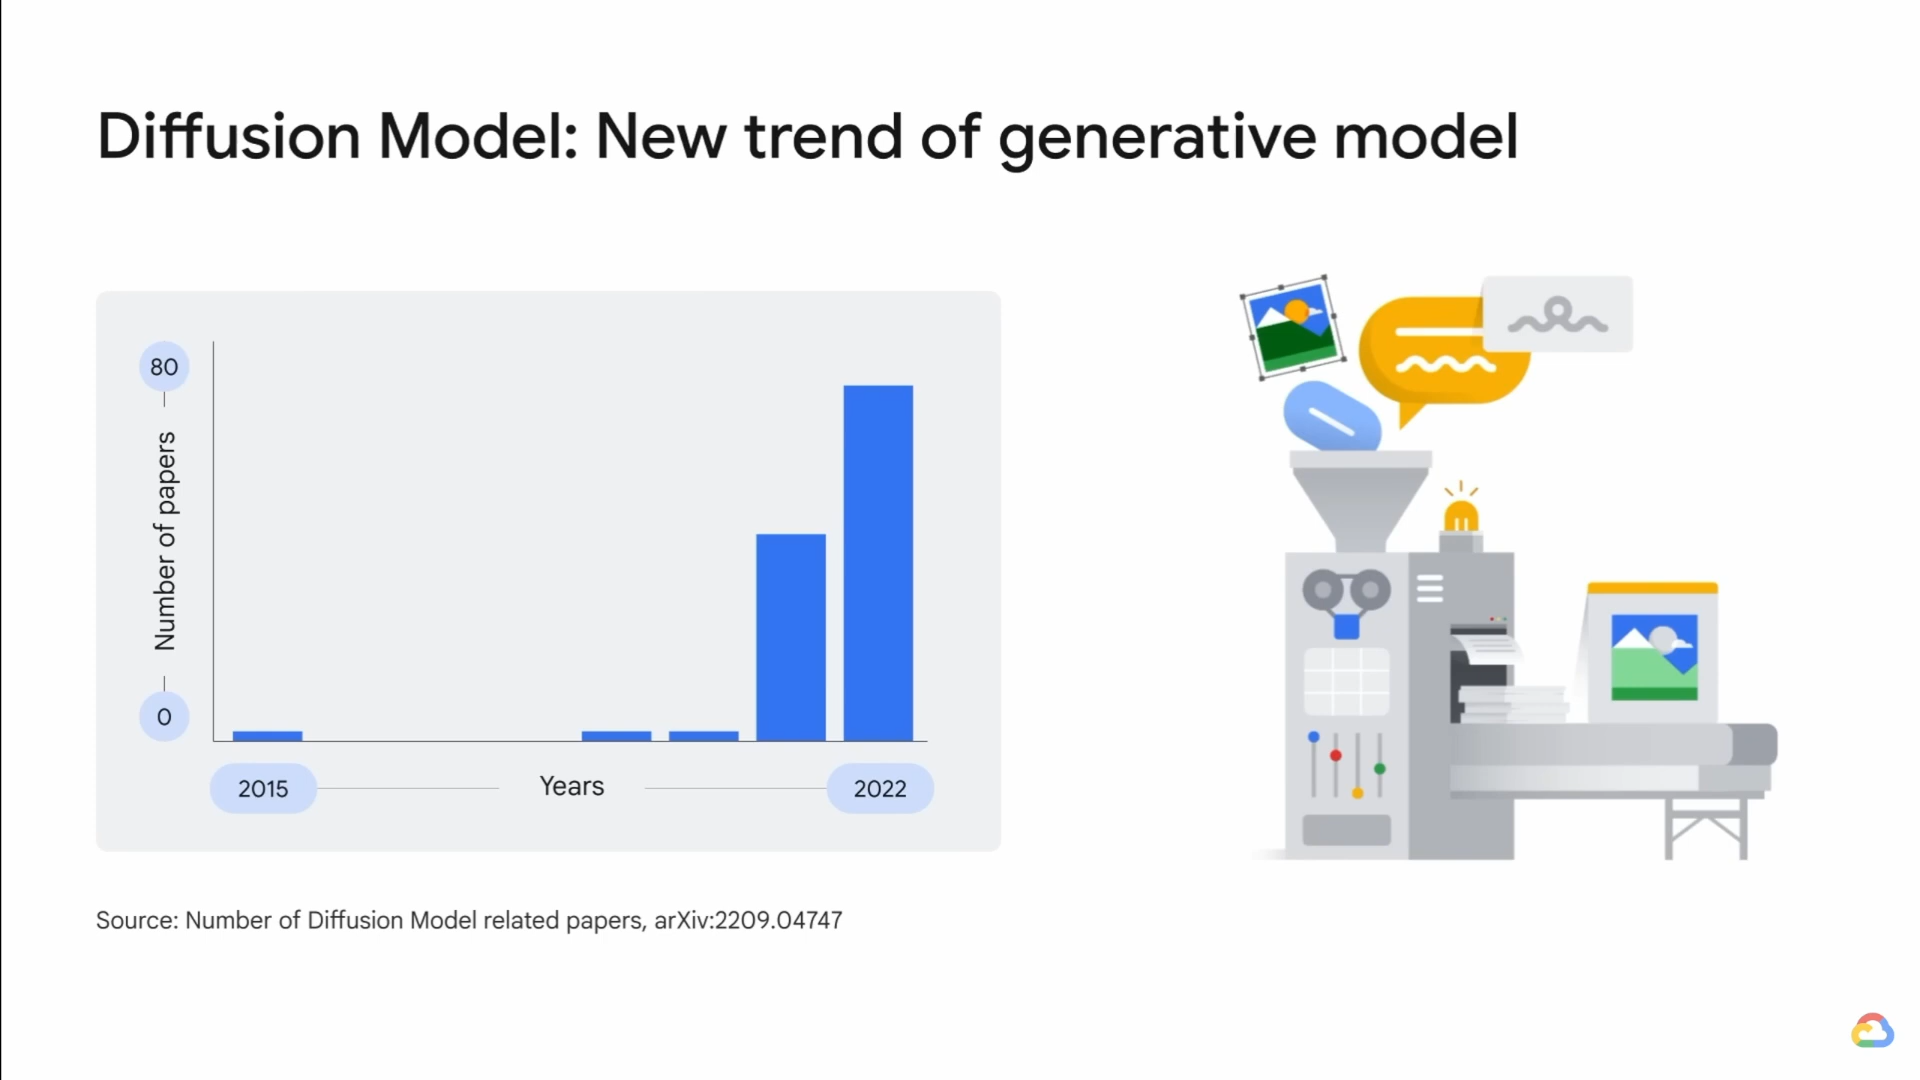 Diffusion Model: New trend of generative model
80
Number of papers
0
2015
Years
2022
Source: Number of Diffusion Model related papers, arXiv:2209.04747